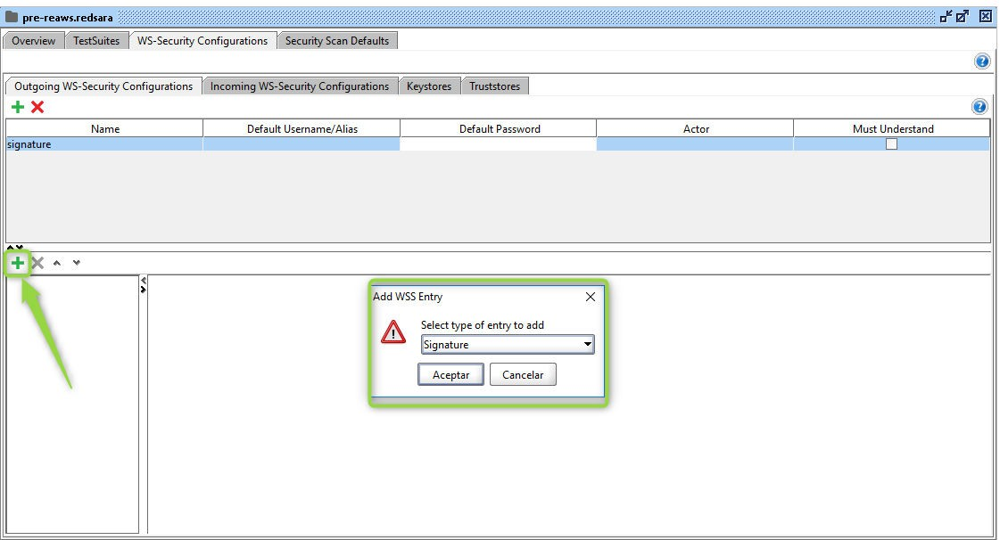 pre-reaws.redsara
Overview TestSuites WS-Security Configurations Security Scan Defaults
Outgoing WS-Security Configurations Incoming WS-Security Configurations Keystores Truststores
Name Default Username/Alias Default Password Actor Must Understand
signature
Add WSS Entry
Select type of entry to add
Signature
Aceptar Cancelar